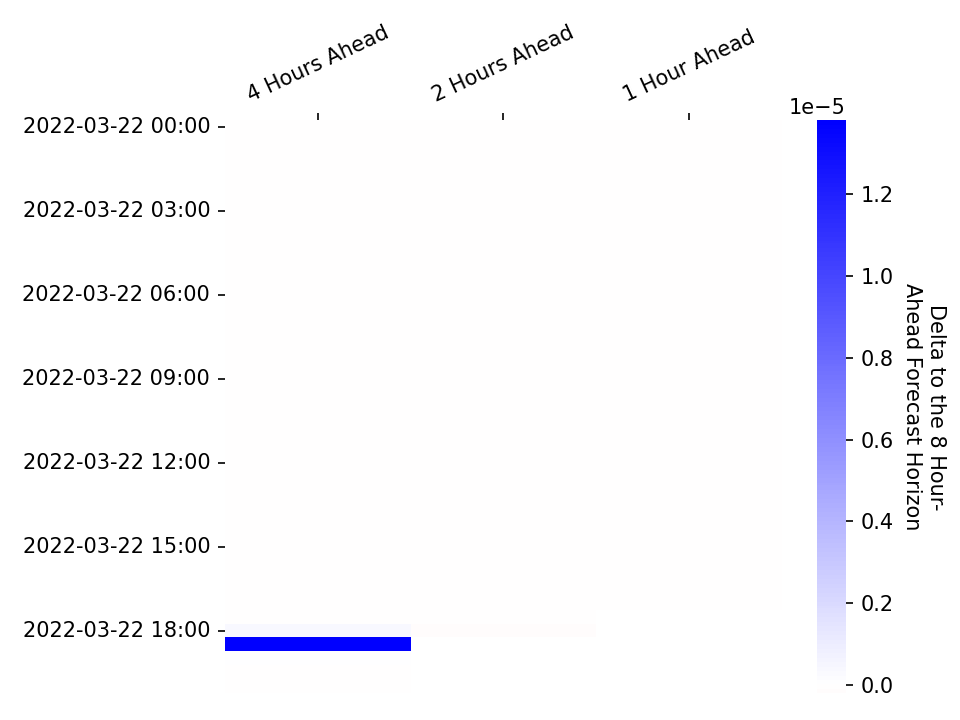 4 Hours Ahead
2 Hours Ahead
1 Hour Ahead
1e−5
2022-03-22 00:00
2022-03-22 03:00
2022-03-22 06:00
2022-03-22 09:00
2022-03-22 12:00
2022-03-22 15:00
2022-03-22 18:00
1.2
1.0
0.8
0.6
0.4
0.2
0.0
Delta to the 8 Hour-
Ahead Forecast Horizon